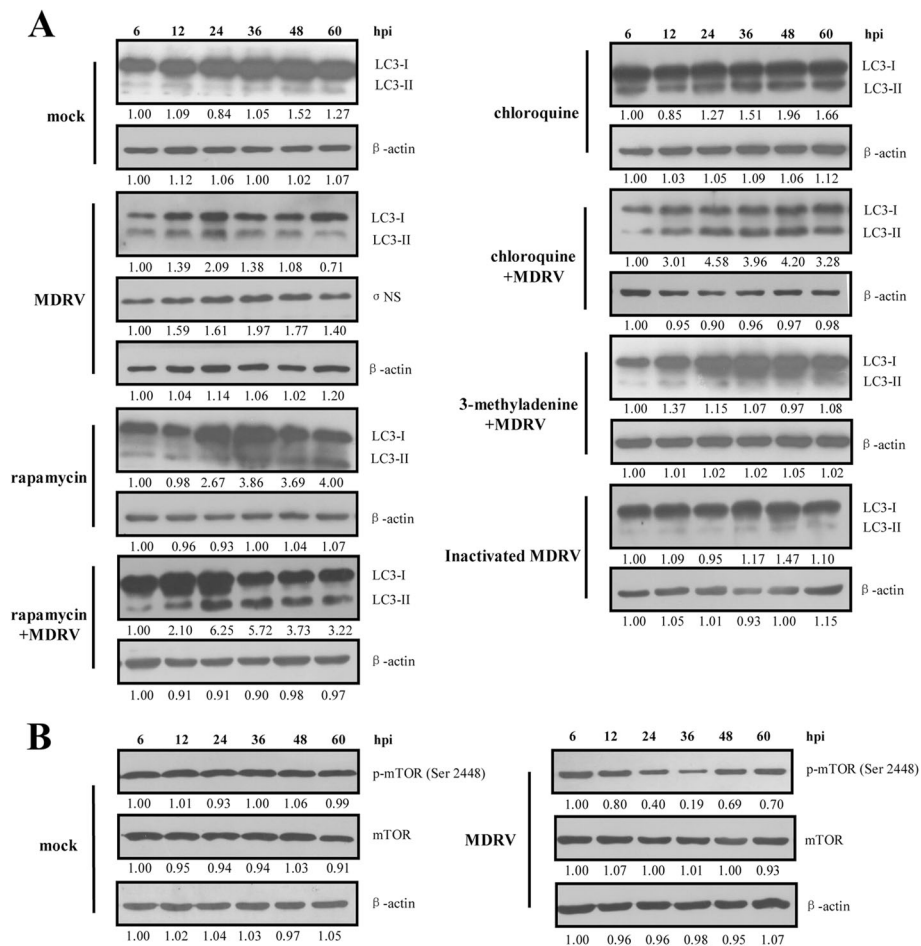 A
6 12 24 36 48 60 hpi
mock
LC3-I
LC3-II
1.00 1.09 0.84 1.05 1.52 1.27
β-actin
1.00 1.12 1.06 1.00 1.02 1.07
MDRV
LC3-I
LC3-II
1.00 1.39 2.09 1.38 1.08 0.71
σNS
1.00 1.59 1.61 1.97 1.77 1.40
β-actin
1.00 1.04 1.14 1.06 1.02 1.20
rapamycin
LC3-I
LC3-II
1.00 0.98 2.67 3.86 3.69 4.00
β-actin
1.00 0.96 0.93 1.00 1.04 1.07
rapamycin
+MDRV
LC3-I
LC3-II
1.00 2.10 6.25 5.72 3.73 3.22
β-actin
1.00 0.91 0.91 0.90 0.98 0.97
6 12 24 36 48 60 hpi
chloroquine
LC3-I
LC3-II
1.00 0.85 1.27 1.51 1.96 1.66
β-actin
1.00 1.03 1.05 1.09 1.06 1.12
chloroquine
+MDRV
LC3-I
LC3-II
1.00 3.01 4.58 3.96 4.20 3.28
β-actin
1.00 0.95 0.90 0.96 0.97 0.98
3-methyladenine
+MDRV
LC3-I
LC3-II
1.00 1.37 1.15 1.07 0.97 1.08
β-actin
1.00 1.01 1.02 1.02 1.05 1.02
Inactivated MDRV
LC3-I
LC3-II
1.00 1.09 0.95 1.17 1.47 1.10
β-actin
1.00 1.05 1.01 0.93 1.00 1.15
B
6 12 24 36 48 60 hpi
mock
p-mTOR (Ser 2448)
1.00 1.01 0.93 1.00 1.06 0.99
mTOR
1.00 0.95 0.94 0.94 1.03 0.91
β-actin
1.00 1.02 1.04 1.03 0.97 1.05
6 12 24 36 48 60 hpi
MDRV
p-mTOR (Ser 2448)
1.00 0.80 0.40 0.19 0.69 0.70
mTOR
1.00 1.07 1.00 1.01 1.00 0.93
β-actin
1.00 0.96 0.96 0.98 0.95 1.07